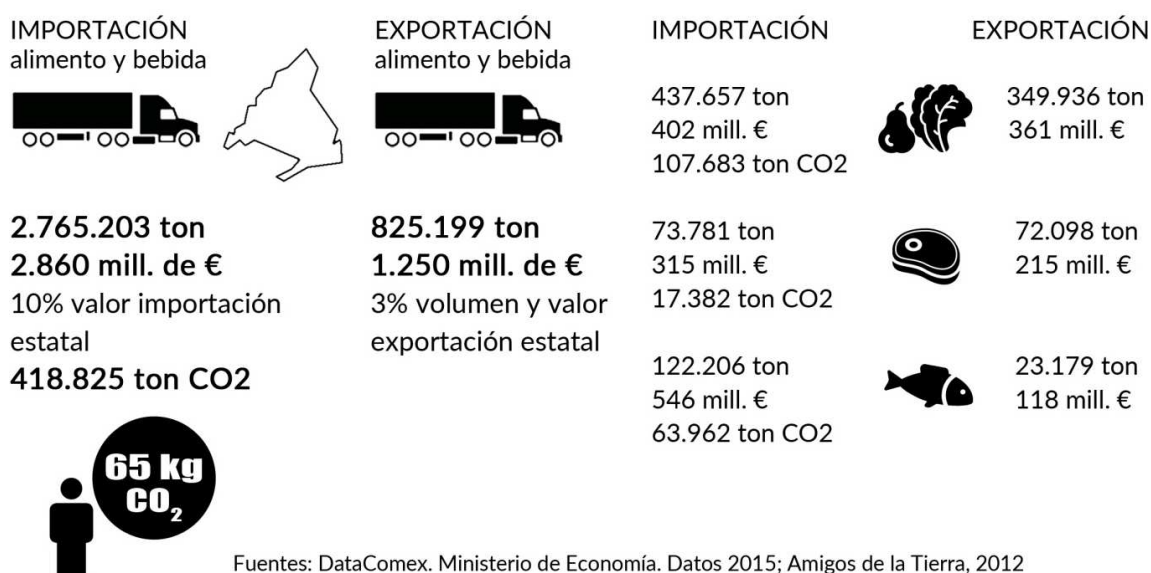 IMPORTACIÓN
alimento y bebida
2.765.203 ton
2.860 mill. de €
10% valor importación
estatal
418.825 ton CO2
65 kg
CO₂
EXPORTACIÓN
alimento y bebida
825.199 ton
1.250 mill. de €
3% volumen y valor
exportación estatal
IMPORTACIÓN
EXPORTACIÓN
437.657 ton
402 mill. €
107.683 ton CO2
349.936 ton
361 mill. €
73.781 ton
315 mill. €
17.382 ton CO2
72.098 ton
215 mill. €
122.206 ton
546 mill. €
63.962 ton CO2
23.179 ton
118 mill. €
Fuentes: DataComex. Ministerio de Economía. Datos 2015; Amigos de la Tierra, 2012